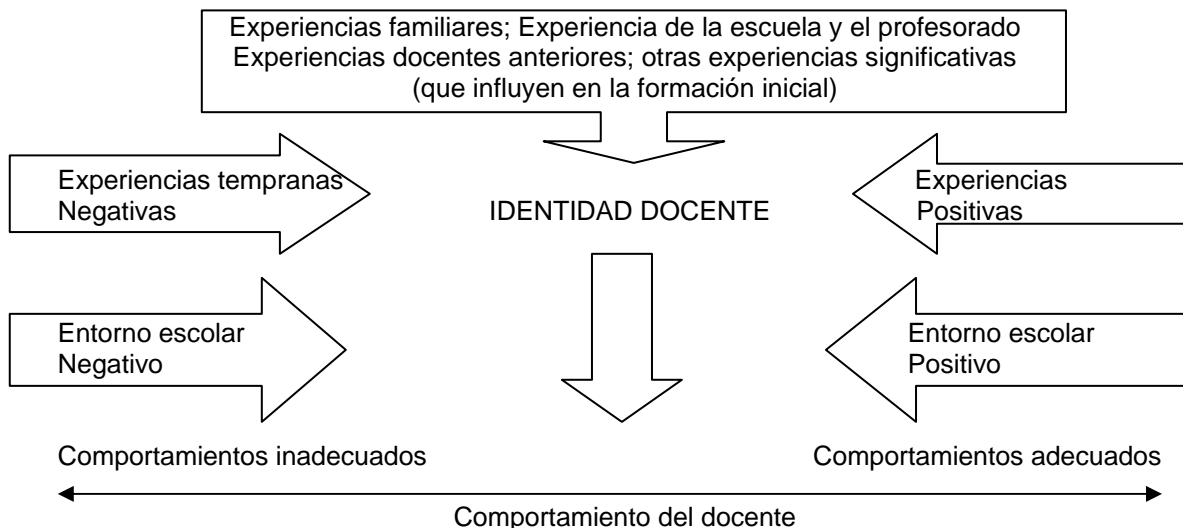 Experiencias familiares; Experiencia de la escuela y el profesorado
Experiencias docentes anteriores; otras experiencias significativas
(que influyen en la formación inicial)
Experiencias tempranas
Negativas
IDENTIDAD DOCENTE
Experiencias
Positivas
Entorno escolar
Negativo
Entorno escolar
Positivo
Comportamientos inadecuados
Comportamientos adecuados
Comportamiento del docente